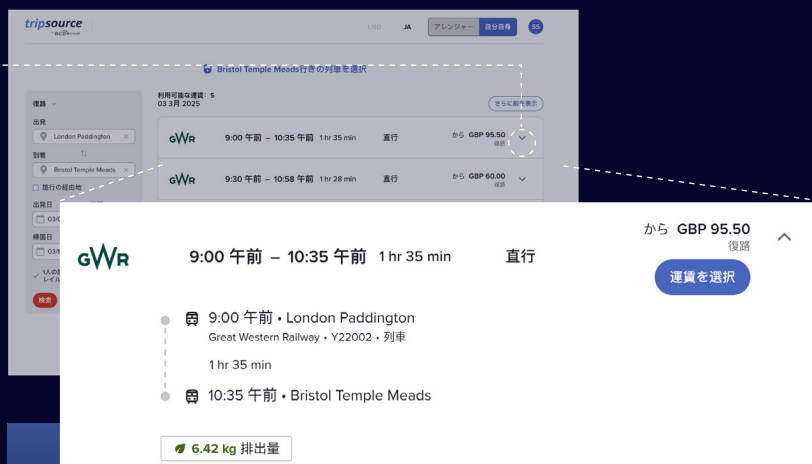 tripsource
by BCD travel
USD JA アレンジャー 自分自身 SS
Bristol Temple Meads行きの列車を選択
利用可能な運賃: 5
03 3月 2025
さらに前を表示
復路
出発
London Paddington
到着
Bristol Temple Meads
旅行の経由地
出発日
帰国日
検索
GWR 9:00 午前 – 10:35 午前 1 hr 35 min 直行 から GBP 95.50
復路
GWR 9:30 午前 – 10:58 午前 1 hr 28 min 直行 から GBP 60.00
復路
から GBP 95.50
復路
GWR 9:00 午前 – 10:35 午前 1 hr 35 min 直行
運賃を選択
9:00 午前 • London Paddington
Great Western Railway • Y22002 • 列車
1 hr 35 min
10:35 午前 • Bristol Temple Meads
6.42 kg 排出量